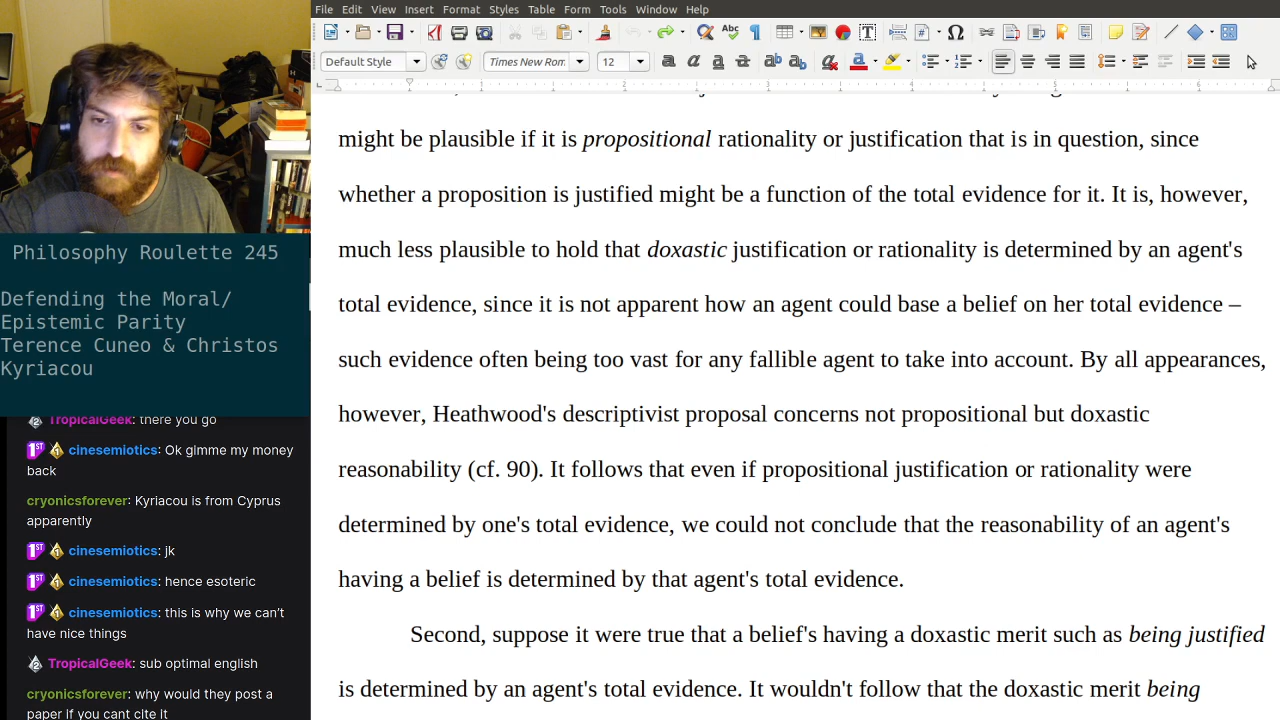 File Edit View Insert Format Styles Table Form Tools Window Help
Default Style
Times New Rom
12
might be plausible if it is propositional rationality or justification that is in question, since
whether a proposition is justified might be a function of the total evidence for it. It is, however,
much less plausible to hold that doxastic justification or rationality is determined by an agent's
total evidence, since it is not apparent how an agent could base a belief on her total evidence –
such evidence often being too vast for any fallible agent to take into account. By all appearances,
however, Heathwood's descriptivist proposal concerns not propositional but doxastic
reasonability (cf. 90). It follows that even if propositional justification or rationality were
determined by one's total evidence, we could not conclude that the reasonability of an agent's
having a belief is determined by that agent's total evidence.
Second, suppose it were true that a belief's having a doxastic merit such as being justified
is determined by an agent's total evidence. It wouldn't follow that the doxastic merit being
Philosophy Roulette 245
Defending the Moral/
Epistemic Parity
Terence Cuneo & Christos
Kyriacou
TropicalGeek: there you go
cinesemiotics: Ok gimme my money
back
cryonicsforever: Kyriacou is from Cyprus
apparently
cinesemiotics: jk
cinesemiotics: hence esoteric
cinesemiotics: this is why we can't
have nice things
TropicalGeek: sub optimal english
cryonicsforever: why would they post a
paper if you cant cite it